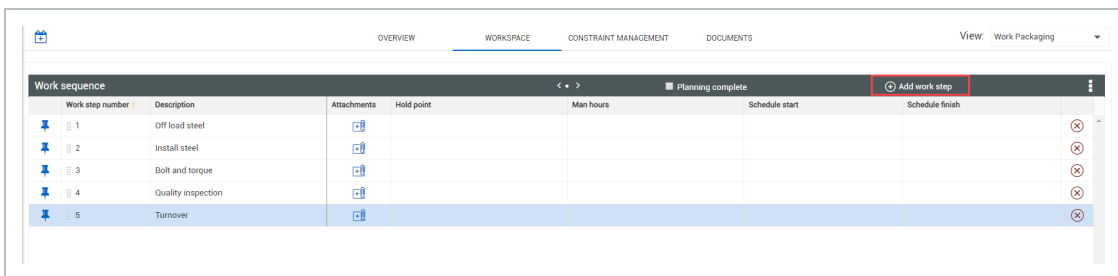 OVERVIEW WORKSPACE CONSTRAINT MANAGEMENT DOCUMENTS View: Work Packaging
Work sequence Planning complete Add work step
Work step number Description Attachments Hold point Man hours Schedule start Schedule finish
1 Off load steel
2 Install steel
3 Bolt and torque
4 Quality inspection
5 Turnover